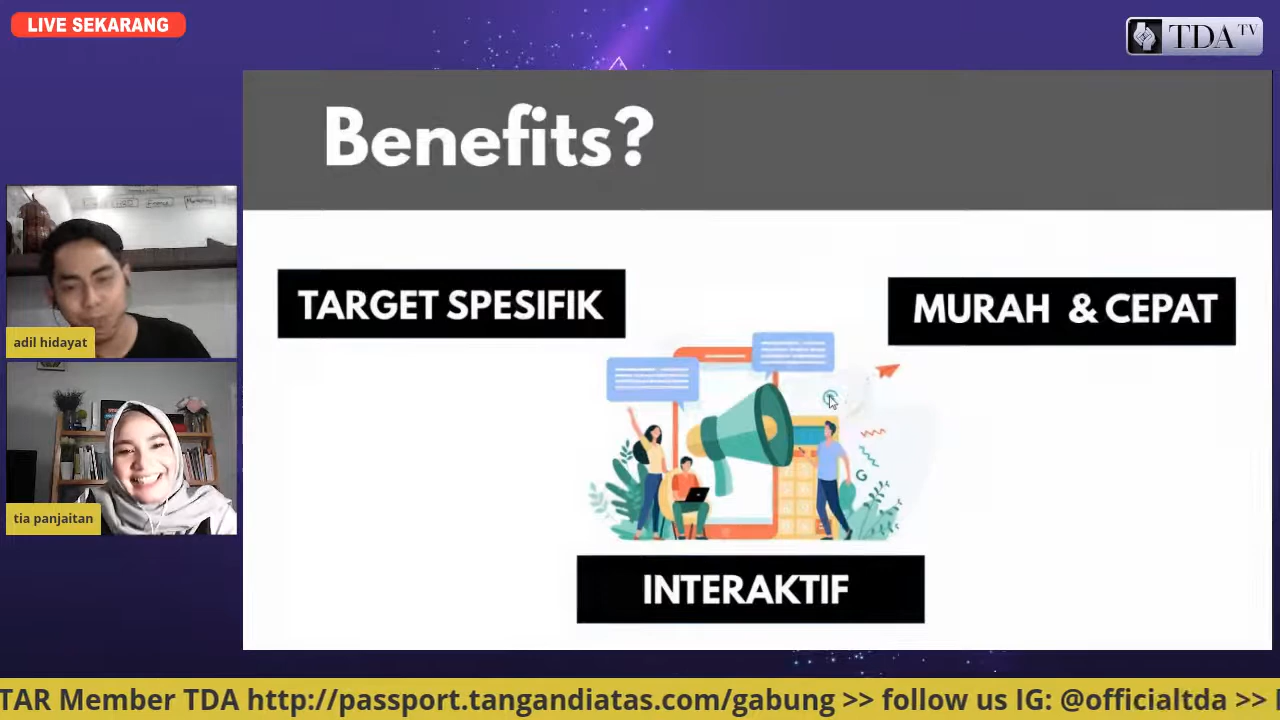 LIVE SEKARANG
TDA TV
Benefits?
TARGET SPESIFIK
MURAH & CEPAT
INTERAKTIF
adil hidayat
tia panjaitan
TAR Member TDA http://passport.tangandiatas.com/gabung >> follow us IG: @officialtda >>